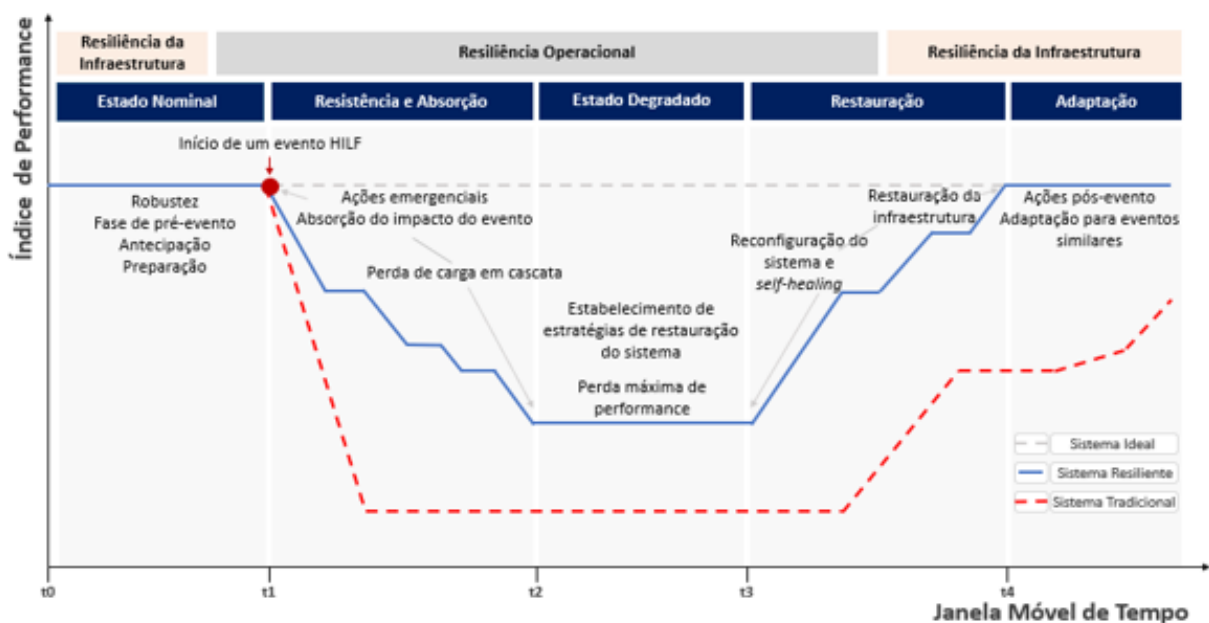 Índice de Performance
Resiliência da
Infraestrutura
Resiliência Operacional
Resiliência da Infraestrutura
Estado Nominal
Resistência e Absorção
Estado Degradado
Restauração
Adaptação
Início de um evento HILF
Robustez
Fase de pré-evento
Antecipação
Preparação
Ações emergenciais
Absorção do impacto do evento
Perda de carga em cascata
Estabelecimento de
estratégias de restauração
do sistema
Perda máxima de
performance
Reconfiguração do
sistema e
self-healing
Restauração da
infraestrutura
Ações pós-evento
Adaptação para eventos
similares
Sistema Ideal
Sistema Resiliente
Sistema Tradicional
t0
t1
t2
t3
t4
Janela Móvel de Tempo